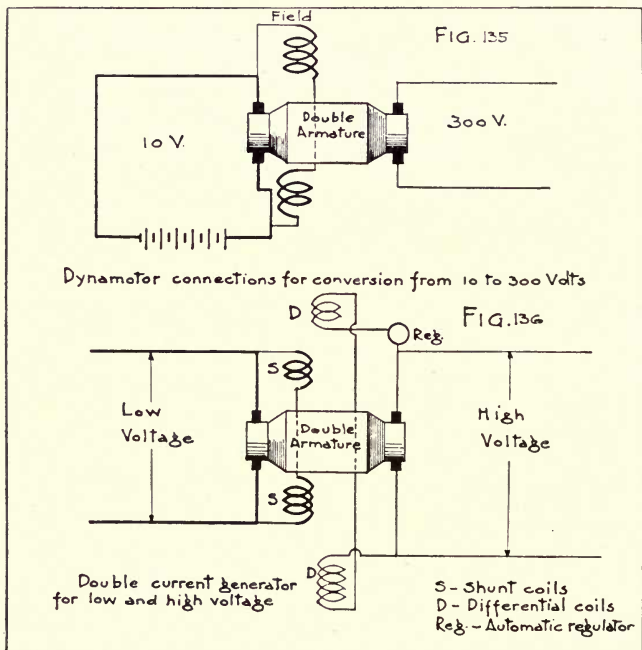 Field
FIG. 135
10 V.
Double
Armature
300 V.
Dynamotor connections for conversion from 10 to 300 Volts
D
Reg.
FIG. 136
S
Low
Voltage
Double
Armature
High
Voltage
S
D
Double current generator
for low and high voltage
S - Shunt coils
D - Differential coils
Reg. - Automatic regulator